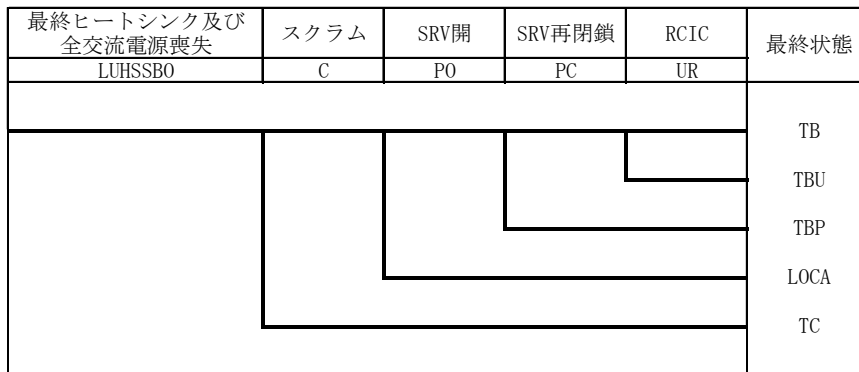 最終ヒートシンク及び
全交流電源喪失
スクラム
SRV開
SRV再閉鎖
RCIC
最終状態
LUHSSBO
C
PO
PC
UR
TB
TBU
TBP
LOCA
TC